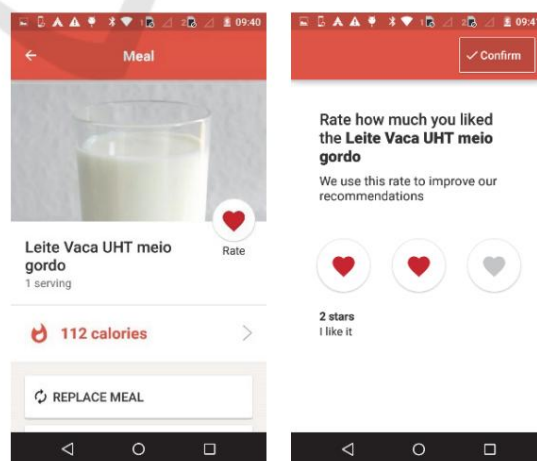 09:40
Meal
Leite Vaca UHT meio
gordo
1 serving
Rate
112 calories
REPLACE MEAL
Confirm
Rate how much you liked
the Leite Vaca UHT meio
gordo
We use this rate to improve our
recommendations
2 stars
I like it